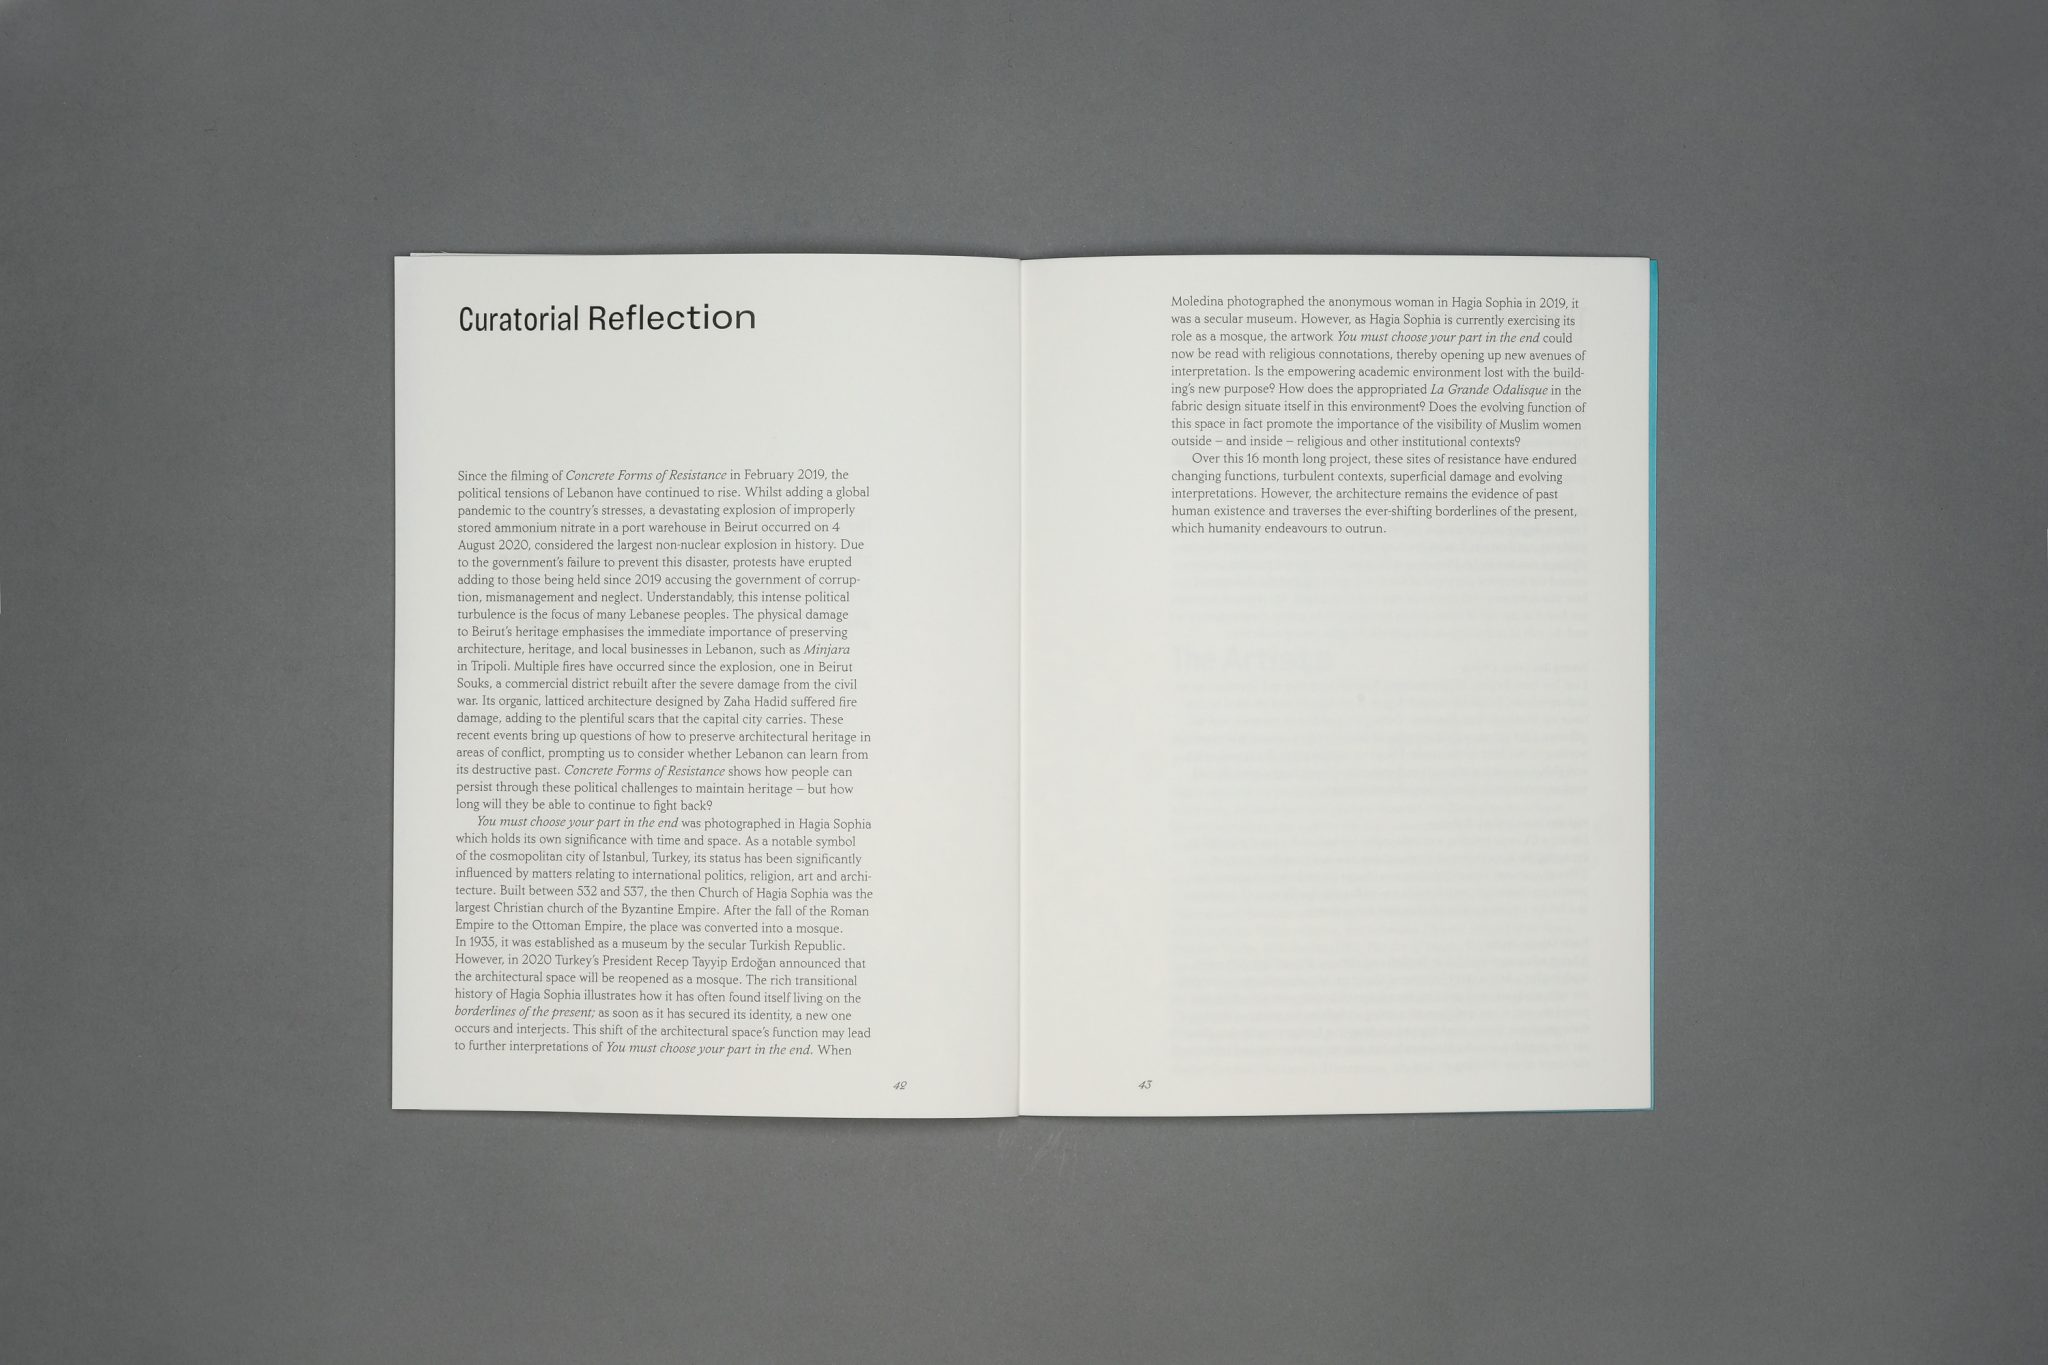 Curatorial Reflection
Since the filming of Concrete Forms of Resistance in February 2019, the
political tensions of Lebanon have continued to rise. Whilst adding a global
pandemic to the country's stresses, a devastating explosion of improperly
stored ammonium nitrate in a port warehouse in Beirut occurred on 4
August 2020, considered the largest non-nuclear explosion in history. Due
to the government's failure to prevent this disaster, protests have erupted
adding to those being held since 2019 accusing the government of corrup-
tion, mismanagement and neglect. Understandably, this intense political
turbulence is the focus of many Lebanese peoples. The physical damage
to Beirut's heritage emphasises the immediate importance of preserving
architecture, heritage, and local businesses in Lebanon, such as Minjara
in Tripoli. Multiple fires have occurred since the explosion, one in Beirut
Souks, a commercial district rebuilt after the severe damage from the civil
war. Its organic, latticed architecture designed by Zaha Hadid suffered fire
damage, adding to the plentiful scars that the capital city carries. These
recent events bring up questions of how to preserve architectural heritage in
areas of conflict, prompting us to consider whether Lebanon can learn from
its destructive past. Concrete Forms of Resistance shows how people can
persist through these political challenges to maintain heritage – but how
long will they be able to continue to fight back?
You must choose your part in the end was photographed in Hagia Sophia
which holds its own significance with time and space. As a notable symbol
of the cosmopolitan city of Istanbul, Turkey, its status has been significantly
influenced by matters relating to international politics, religion, art and archi-
tecture. Built between 532 and 537, the then Church of Hagia Sophia was the
largest Christian church of the Byzantine Empire. After the fall of the Roman
Empire to the Ottoman Empire, the place was converted into a mosque.
In 1935, it was established as a museum by the secular Turkish Republic.
However, in 2020 Turkey's President Recep Tayyip Erdoğan announced that
the architectural space will be reopened as a mosque. The rich transitional
history of Hagia Sophia illustrates how it has often found itself living on the
borderlines of the present; as soon as it has secured its identity, a new one
occurs and interjects. This shift of the architectural space's function may lead
to further interpretations of You must choose your part in the end. When
42
Moledina photographed the anonymous woman in Hagia Sophia in 2019, it
was a secular museum. However, as Hagia Sophia is currently exercising its
role as a mosque, the artwork You must choose your part in the end could
now be read with religious connotations, thereby opening up new avenues of
interpretation. Is the empowering academic environment lost with the build-
ing's new purpose? How does the appropriated La Grande Odalisque in the
fabric design situate itself in this environment? Does the evolving function of
this space in fact promote the importance of the visibility of Muslim women
outside – and inside – religious and other institutional contexts?
Over this 16 month long project, these sites of resistance have endured
changing functions, turbulent contexts, superficial damage and evolving
interpretations. However, the architecture remains the evidence of past
human existence and traverses the ever-shifting borderlines of the present,
which humanity endeavours to outrun.
43